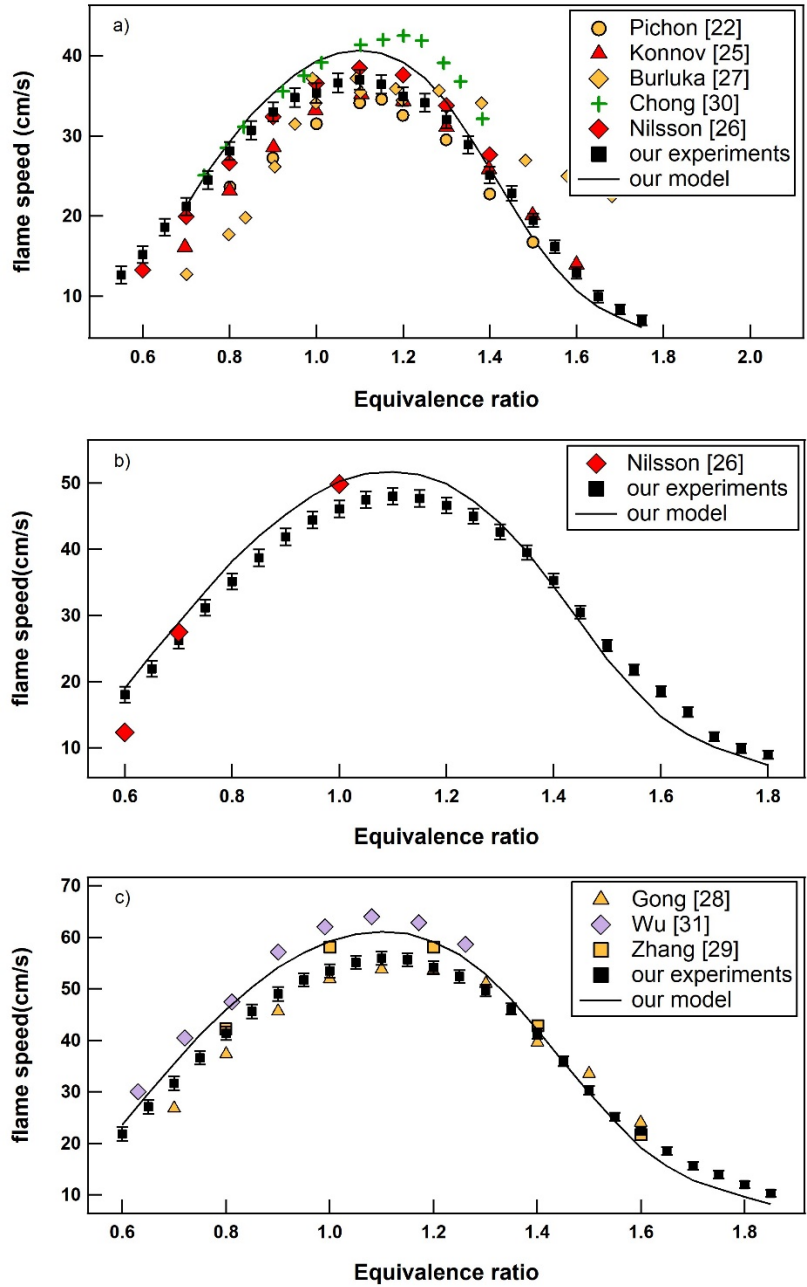 a)
Pichon [22]
Konnov [25]
Burluka [27]
Chong [30]
Nilsson [26]
our experiments
our model
40
30
20
10
flame speed (cm/s)
0.6 0.8 1.0 1.2 1.4 1.6 1.8 2.0
Equivalence ratio
b)
Nilsson [26]
our experiments
our model
50
40
30
20
10
flame speed(cm/s)
0.6 0.8 1.0 1.2 1.4 1.6 1.8
Equivalence ratio
c)
Gong [28]
Wu [31]
Zhang [29]
our experiments
our model
70
60
50
40
30
20
10
flame speed(cm/s)
0.6 0.8 1.0 1.2 1.4 1.6 1.8
Equivalence ratio